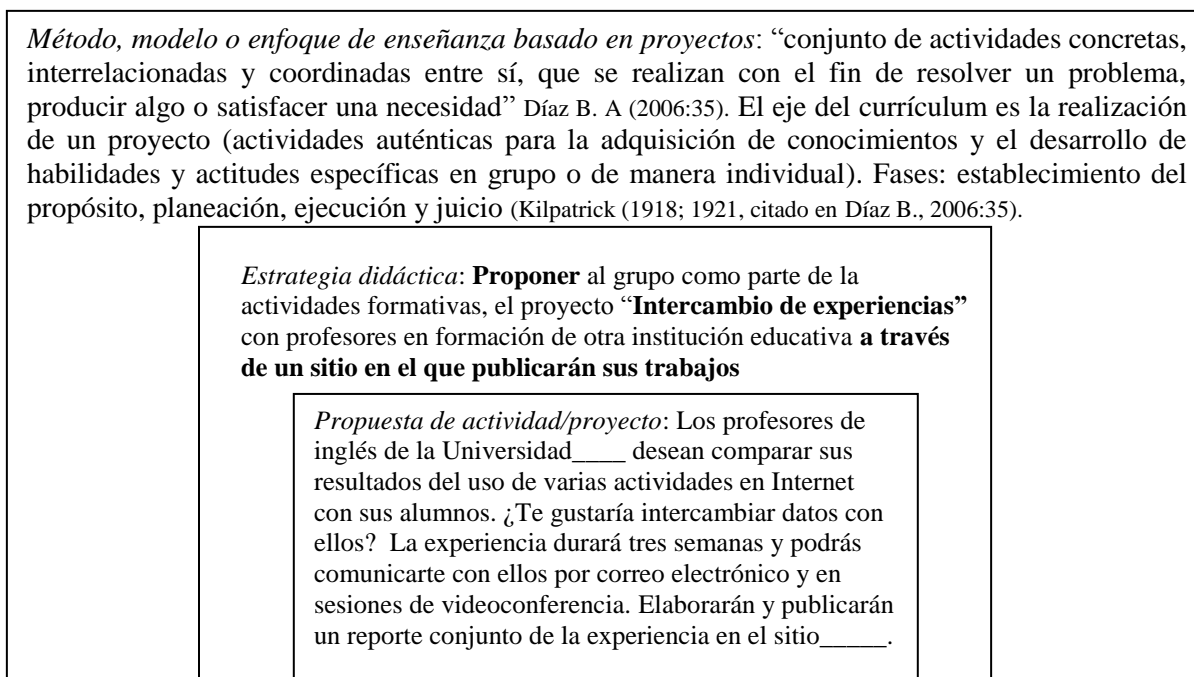 Método, modelo o enfoque de enseñanza basado en proyectos: “conjunto de actividades concretas,
interrelacionadas y coordinadas entre sí, que se realizan con el fin de resolver un problema,
producir algo o satisfacer una necesidad” Díaz B. A (2006:35). El eje del currículum es la realización
de un proyecto (actividades auténticas para la adquisición de conocimientos y el desarrollo de
habilidades y actitudes específicas en grupo o de manera individual). Fases: establecimiento del
propósito, planeación, ejecución y juicio (Kilpatrick (1918; 1921, citado en Díaz B., 2006:35).
Estrategia didáctica: Proponer al grupo como parte de la
actividades formativas, el proyecto “Intercambio de experiencias”
con profesores en formación de otra institución educativa a través
de un sitio en el que publicarán sus trabajos
Propuesta de actividad/proyecto: Los profesores de
inglés de la Universidad____ desean comparar sus
resultados del uso de varias actividades en Internet
con sus alumnos. ¿Te gustaría intercambiar datos con
ellos? La experiencia durará tres semanas y podrás
comunicarte con ellos por correo electrónico y en
sesiones de videoconferencia. Elaborarán y publicarán
un reporte conjunto de la experiencia en el sitio_____.